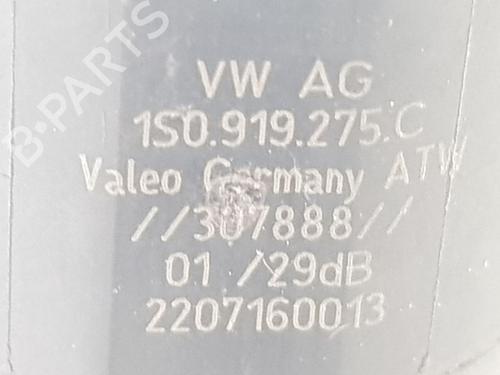 B-PARTS
VW AG
1S0.919.275.C
Valeo Germany ATW
//307888//
01 /29dB
2207160013